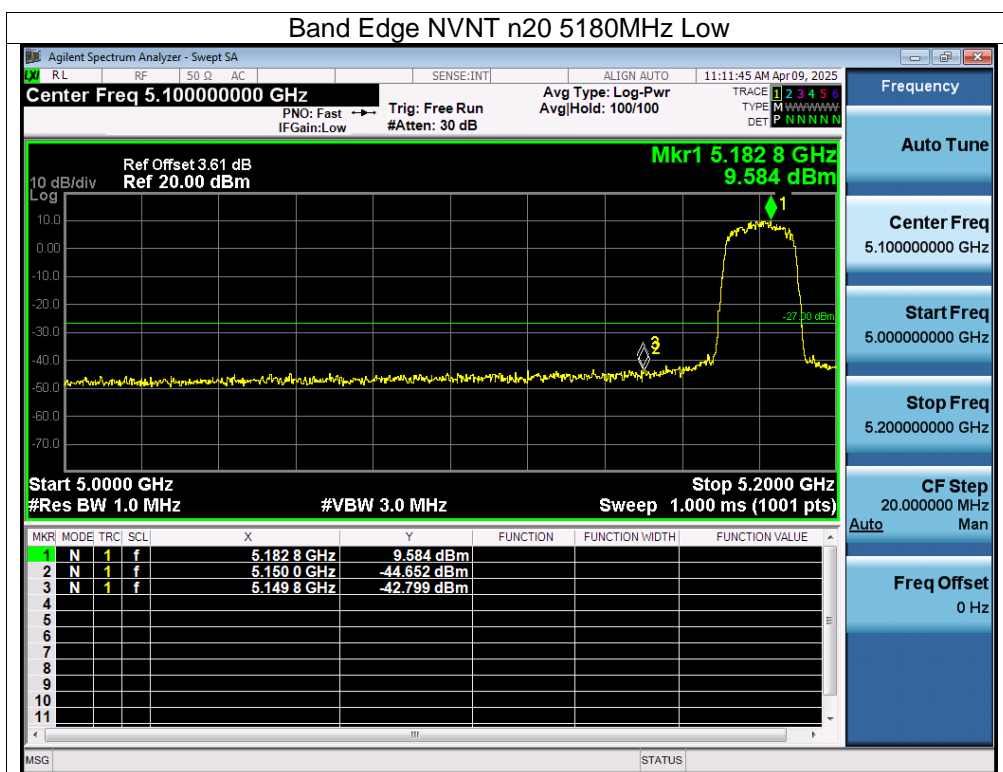 Band Edge NVNT n20 5180MHz Low
Agilent Spectrum Analyzer - Swept SA
LXI RL RF 50 Ω AC SENSE:INT ALIGN AUTO 11:11:45 AM Apr 09, 2025
Center Freq 5.100000000 GHz
PNO: Fast
IFGain:Low
Trig: Free Run
#Atten: 30 dB
Avg Type: Log-Pwr
Avg|Hold: 100/100
TRACE 1 2 3 4 5 6
TYPE M WWWWW
DET P N N N N N
Ref Offset 3.61 dB
Ref 20.00 dBm
10 dB/div
Log
Mkr1 5.182 8 GHz
9.584 dBm
10.0
0.00
-10.0
-20.0
-30.0
-40.0
-50.0
-60.0
-70.0
1
-27.00 dBm
3
2
Start 5.0000 GHz Stop 5.2000 GHz
#Res BW 1.0 MHz #VBW 3.0 MHz Sweep 1.000 ms (1001 pts)
MKR MODE TRC SCL X Y FUNCTION FUNCTION WIDTH FUNCTION VALUE
1 N 1 f 5.182 8 GHz 9.584 dBm
2 N 1 f 5.150 0 GHz -44.652 dBm
3 N 1 f 5.149 8 GHz -42.799 dBm
4
5
6
7
8
9
10
11
MSG STATUS
Frequency
Auto Tune
Center Freq
5.100000000 GHz
Start Freq
5.000000000 GHz
Stop Freq
5.200000000 GHz
CF Step
20.000000 MHz
Auto Man
Freq Offset
0 Hz